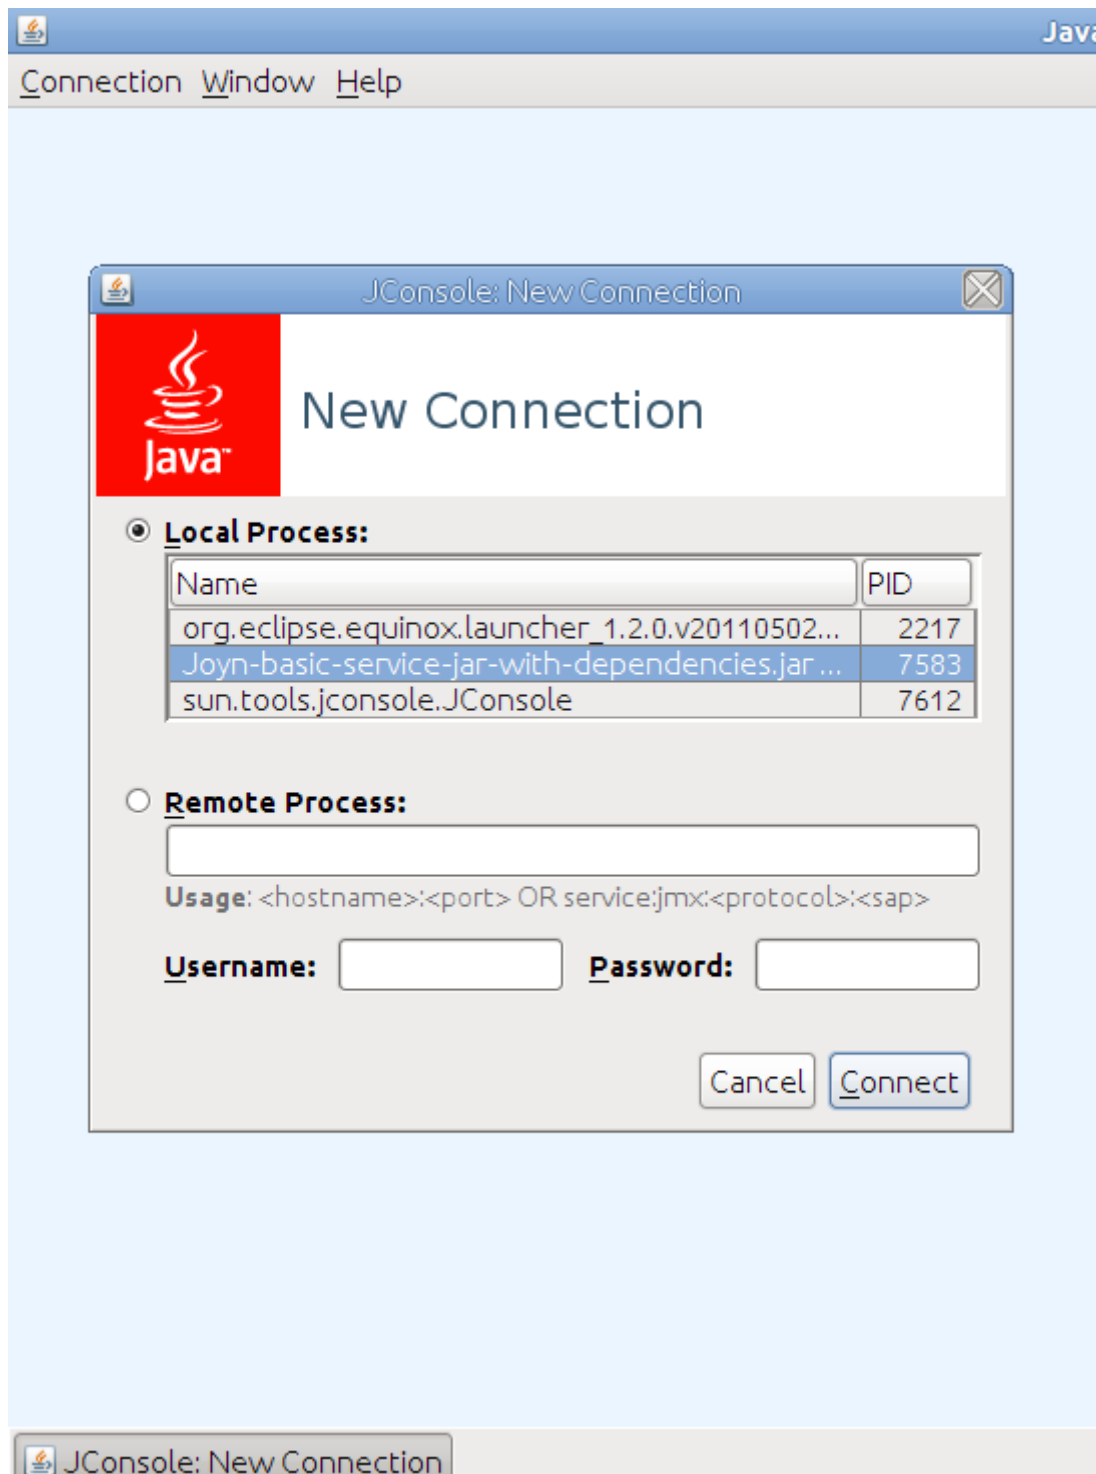 Java
Connection Window Help
JConsole: New Connection
Java™
New Connection
Local Process:
Name PID
org.eclipse.equinox.launcher_1.2.0.v20110502... 2217
Joyn-basic-service-jar-with-dependencies.jar ... 7583
sun.tools.jconsole.JConsole 7612
Remote Process:
Usage: <hostname>:<port> OR service:jmx:<protocol>:<sap>
Username: Password:
Cancel Connect
JConsole: New Connection